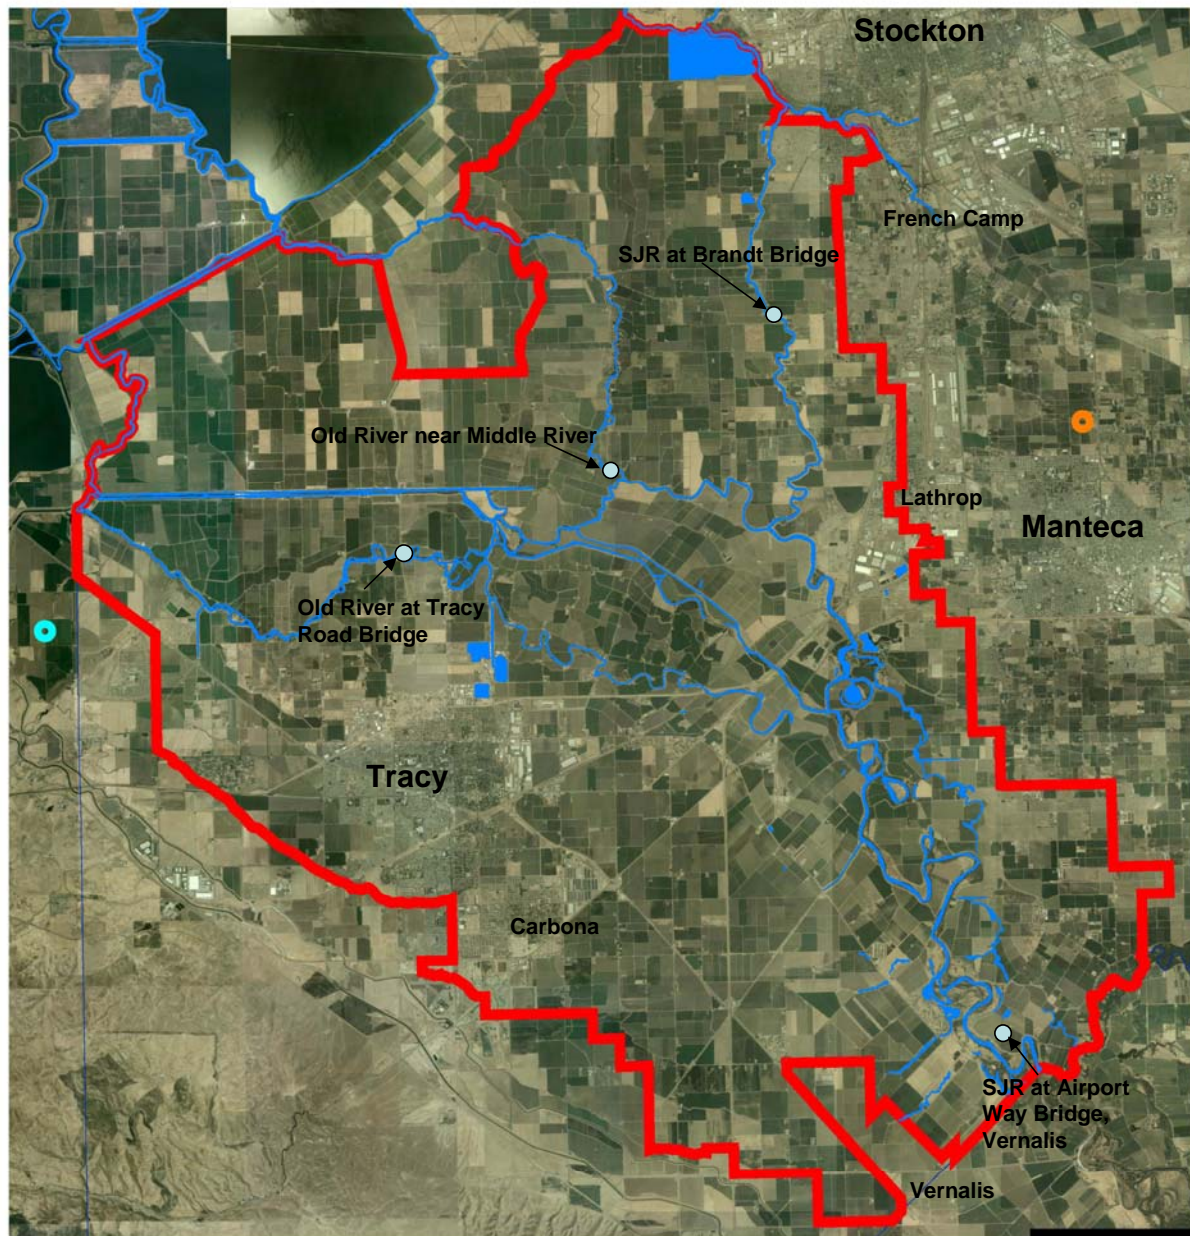 Stockton
French Camp
SJR at Brandt Bridge
Old River near Middle River
Lathrop
Manteca
Old River at Tracy
Road Bridge
Tracy
Carbona
SJR at Airport
Way Bridge,
Vernalis
Vernalis